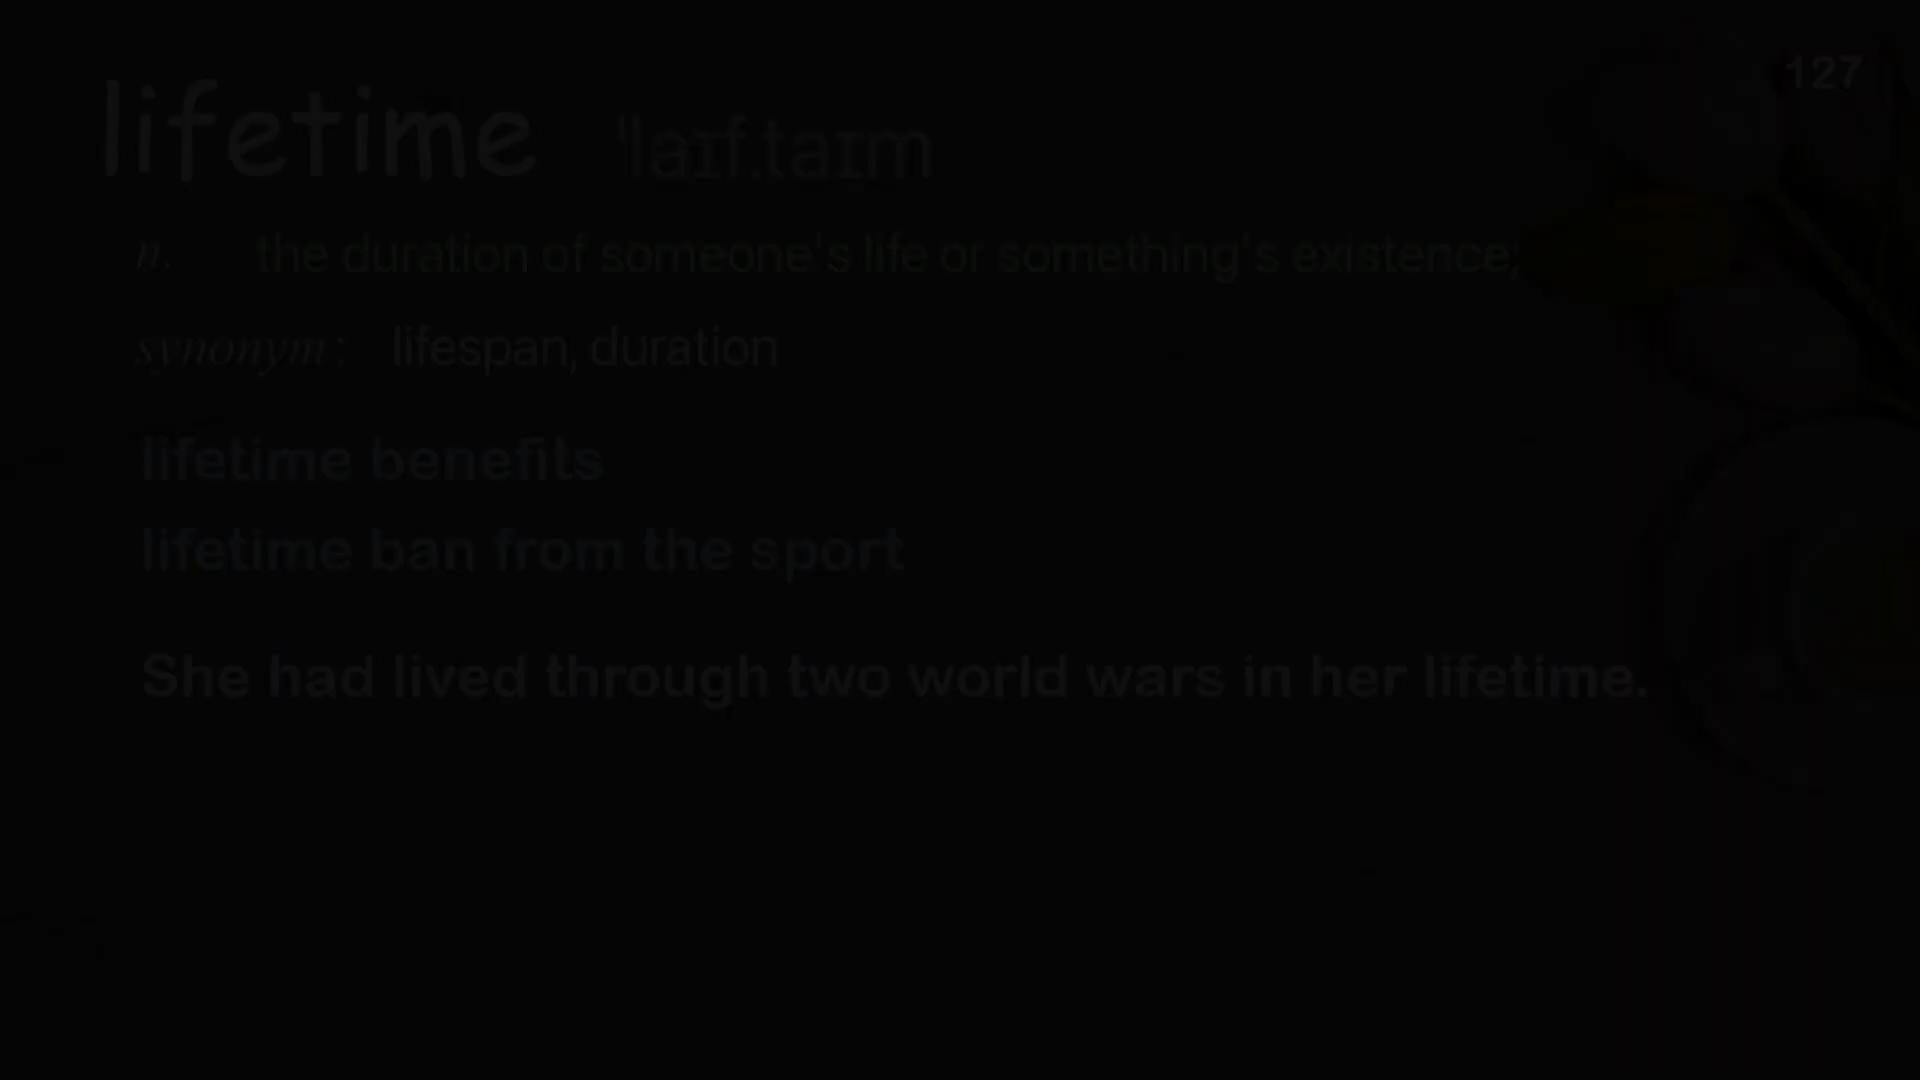 127
lifetime ˈlaɪf.taɪm
n. the duration of someone's life or something's existence;
synonym: lifespan, duration
lifetime benefits
lifetime ban from the sport
She had lived through two world wars in her lifetime.